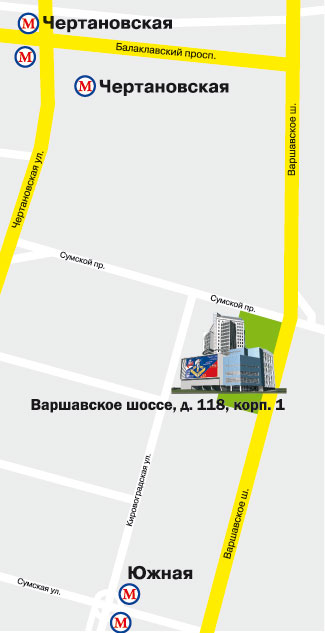 М Чертановская
Балаклавский просп.
М
М Чертановская
Варшавское ш.
Чертановская ул.
Сумской пр.
Сумской пр.
Варшавское шоссе, д. 118, корп. 1
Кировоградская ул.
Варшавское ш.
Южная
Сумская ул.
М
М